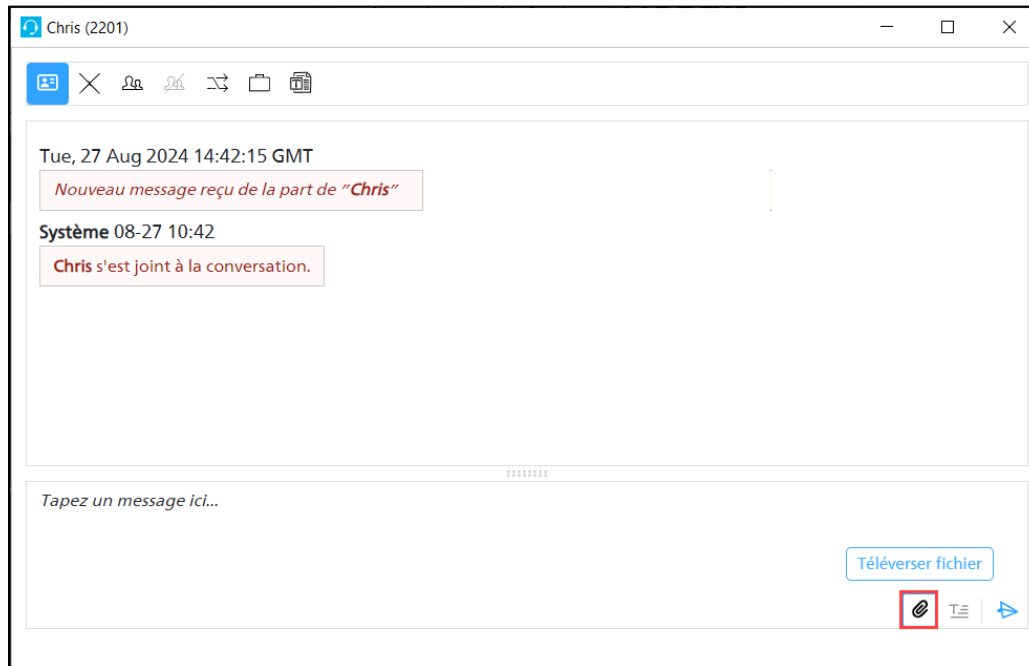 Chris (2201)
Tue, 27 Aug 2024 14:42:15 GMT
Nouveau message reçu de la part de "Chris"
Système 08-27 10:42
Chris s'est joint à la conversation.
Tapez un message ici...
Téléverser fichier